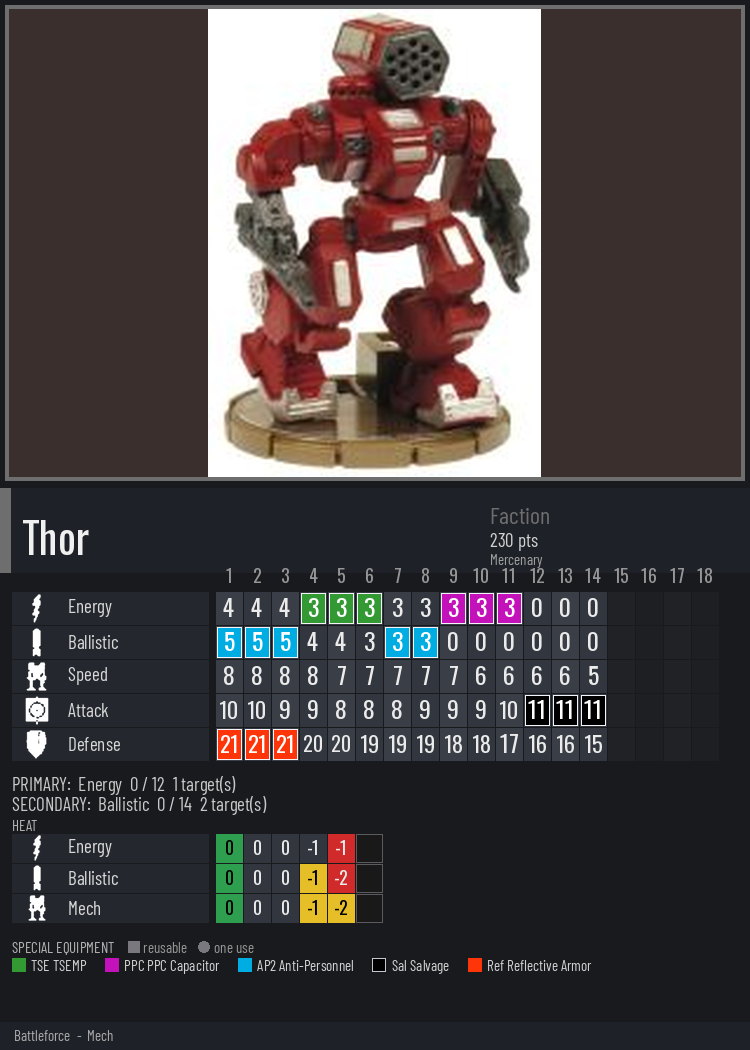 Thor
Faction
230 pts
Mercenary
1 2 3 4 5 6 7 8 9 10 11 12 13 14 15 16 17 18
Energy 4 4 4 3 3 3 3 3 3 3 3 0 0 0
Ballistic 5 5 5 4 4 3 3 3 0 0 0 0 0 0
Speed 8 8 8 8 7 7 7 7 7 6 6 6 6 5
Attack 10 10 9 9 8 8 8 9 9 9 10 11 11 11
Defense 21 21 21 20 20 19 19 19 18 18 17 16 16 15
PRIMARY: Energy 0 / 12 1 target(s)
SECONDARY: Ballistic 0 / 14 2 target(s)
HEAT
Energy 0 0 0 -1 -1
Ballistic 0 0 0 -1 -2
Mech 0 0 0 -1 -2
SPECIAL EQUIPMENT reusable one use
TSE TSEMP PPC PPC Capacitor AP2 Anti-Personnel Sal Salvage Ref Reflective Armor
Battleforce - Mech